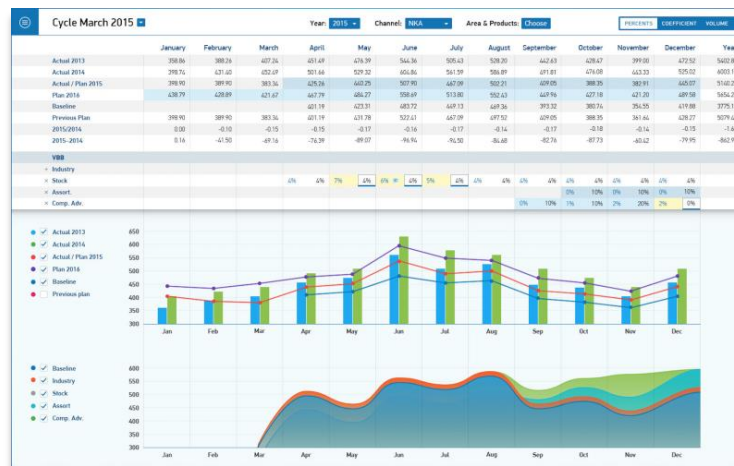 Cycle March 2015
Year: 2015 Channel: NKA Area & Products: Choose PERCENTS COEFFICIENT VOLUME
January February March April May June July August September October November December
Actual 2013 358.86 388.26 407.24 451.49 476.39 544.36 505.43 528.20 442.63 428.47 399.00 472.52
Actual 2014 398.74 431.40 452.49 501.66 529.32 604.84 561.59 586.89 491.81 476.08 443.33 525.02
Actual / Plan 2015 398.90 389.90 383.34 425.26 440.25 507.90 467.09 502.21 409.05 388.35 382.91 445.07
Plan 2016 438.79 428.89 421.67 467.79 484.27 558.69 513.80 552.43 449.96 427.18 421.20 489.58
Baseline 401.19 423.31 483.72 449.13 469.36 393.32 380.74 354.55 419.88
Previous Plan 398.90 389.90 383.34 401.19 431.78 522.41 467.09 497.52 409.05 388.35 361.64 428.27
2015/2014 0.00 -0.10 -0.15 -0.15 -0.17 -0.16 -0.17 -0.14 -0.17 -0.18 -0.14 -0.15
2015-2014 0.16 -41.50 -69.16 -76.39 -89.07 -96.94 -94.50 -84.68 -82.76 -87.73 -60.42 -79.95
VBB
Industry
Stock 4% 4% 7% 4% 6% 4% 5% 4% 4% 4% 4% 4% 4% 4% 4% 4% 4% 4%
Assort. 0% 10% 0% 10% 0% 10%
Comp. Adv. 0% 10% 1% 10% 2% 20% 2% 0%
Actual 2013
Actual 2014
Actual / Plan 2015
Plan 2016
Baseline
Previous plan
650
600
550
500
450
400
350
300
Jan Feb Mar Apr May Jun Jul Aug Sep Oct Nov Dec
Baseline
Industry
Stock
Assort
Comp. Adv.
600
550
500
450
400
350
300
Jan Feb Mar Apr May Jun Jul Aug Sep Oct Nov Dec